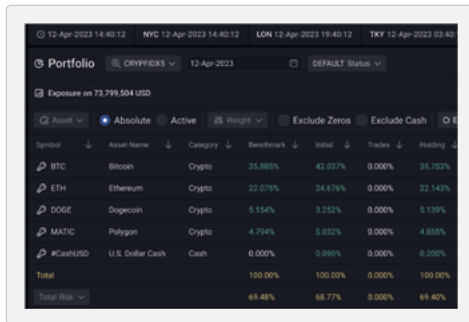 12-Apr-2023 14:40:12 NYC 12-Apr-2023 14:40:12 LON 12-Apr-2023 19:40:12 TKY 12-Apr-2023 03:40:
Portfolio CRYPFIDX5 12-Apr-2023 DEFAULT Status
Exposure on 73,799,504 USD
Asset Absolute Active Weight Exclude Zeros Exclude Cash
Symbol Asset Name Category Benchmark Initial Trades Holding
BTC Bitcoin Crypto 35.885% 42.037% 0.000% 35.753%
ETH Ethereum Crypto 22.075% 24.676% 0.000% 22.143%
DOGE Dogecoin Crypto 5.154% 3.252% 0.000% 5.139%
MATIC Polygon Crypto 4.794% 5.032% 0.000% 4.855%
#CashUSD U.S. Dollar Cash Cash 0.000% 0.090% 0.000% 0.200%
Total 100.00% 100.00% 0.000% 100.00%
Total Risk 69.48% 68.77% 0.000% 69.40%